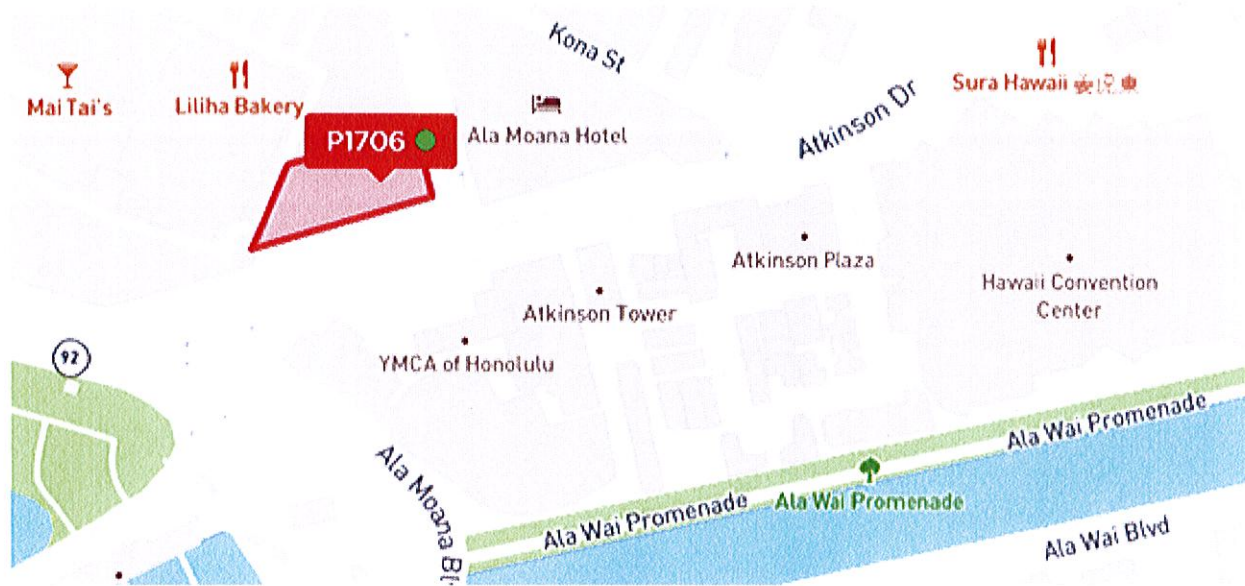 Kona St
Mai Tai's
Liliha Bakery
Sura Hawaii
P1706
Ala Moana Hotel
Atkinson Dr
Atkinson Plaza
Hawaii Convention
Center
Atkinson Tower
YMCA of Honolulu
92
Ala Moana Bl
Ala Wai Promenade
Ala Wai Promenade
Ala Wai Promenade
Ala Wai Blvd